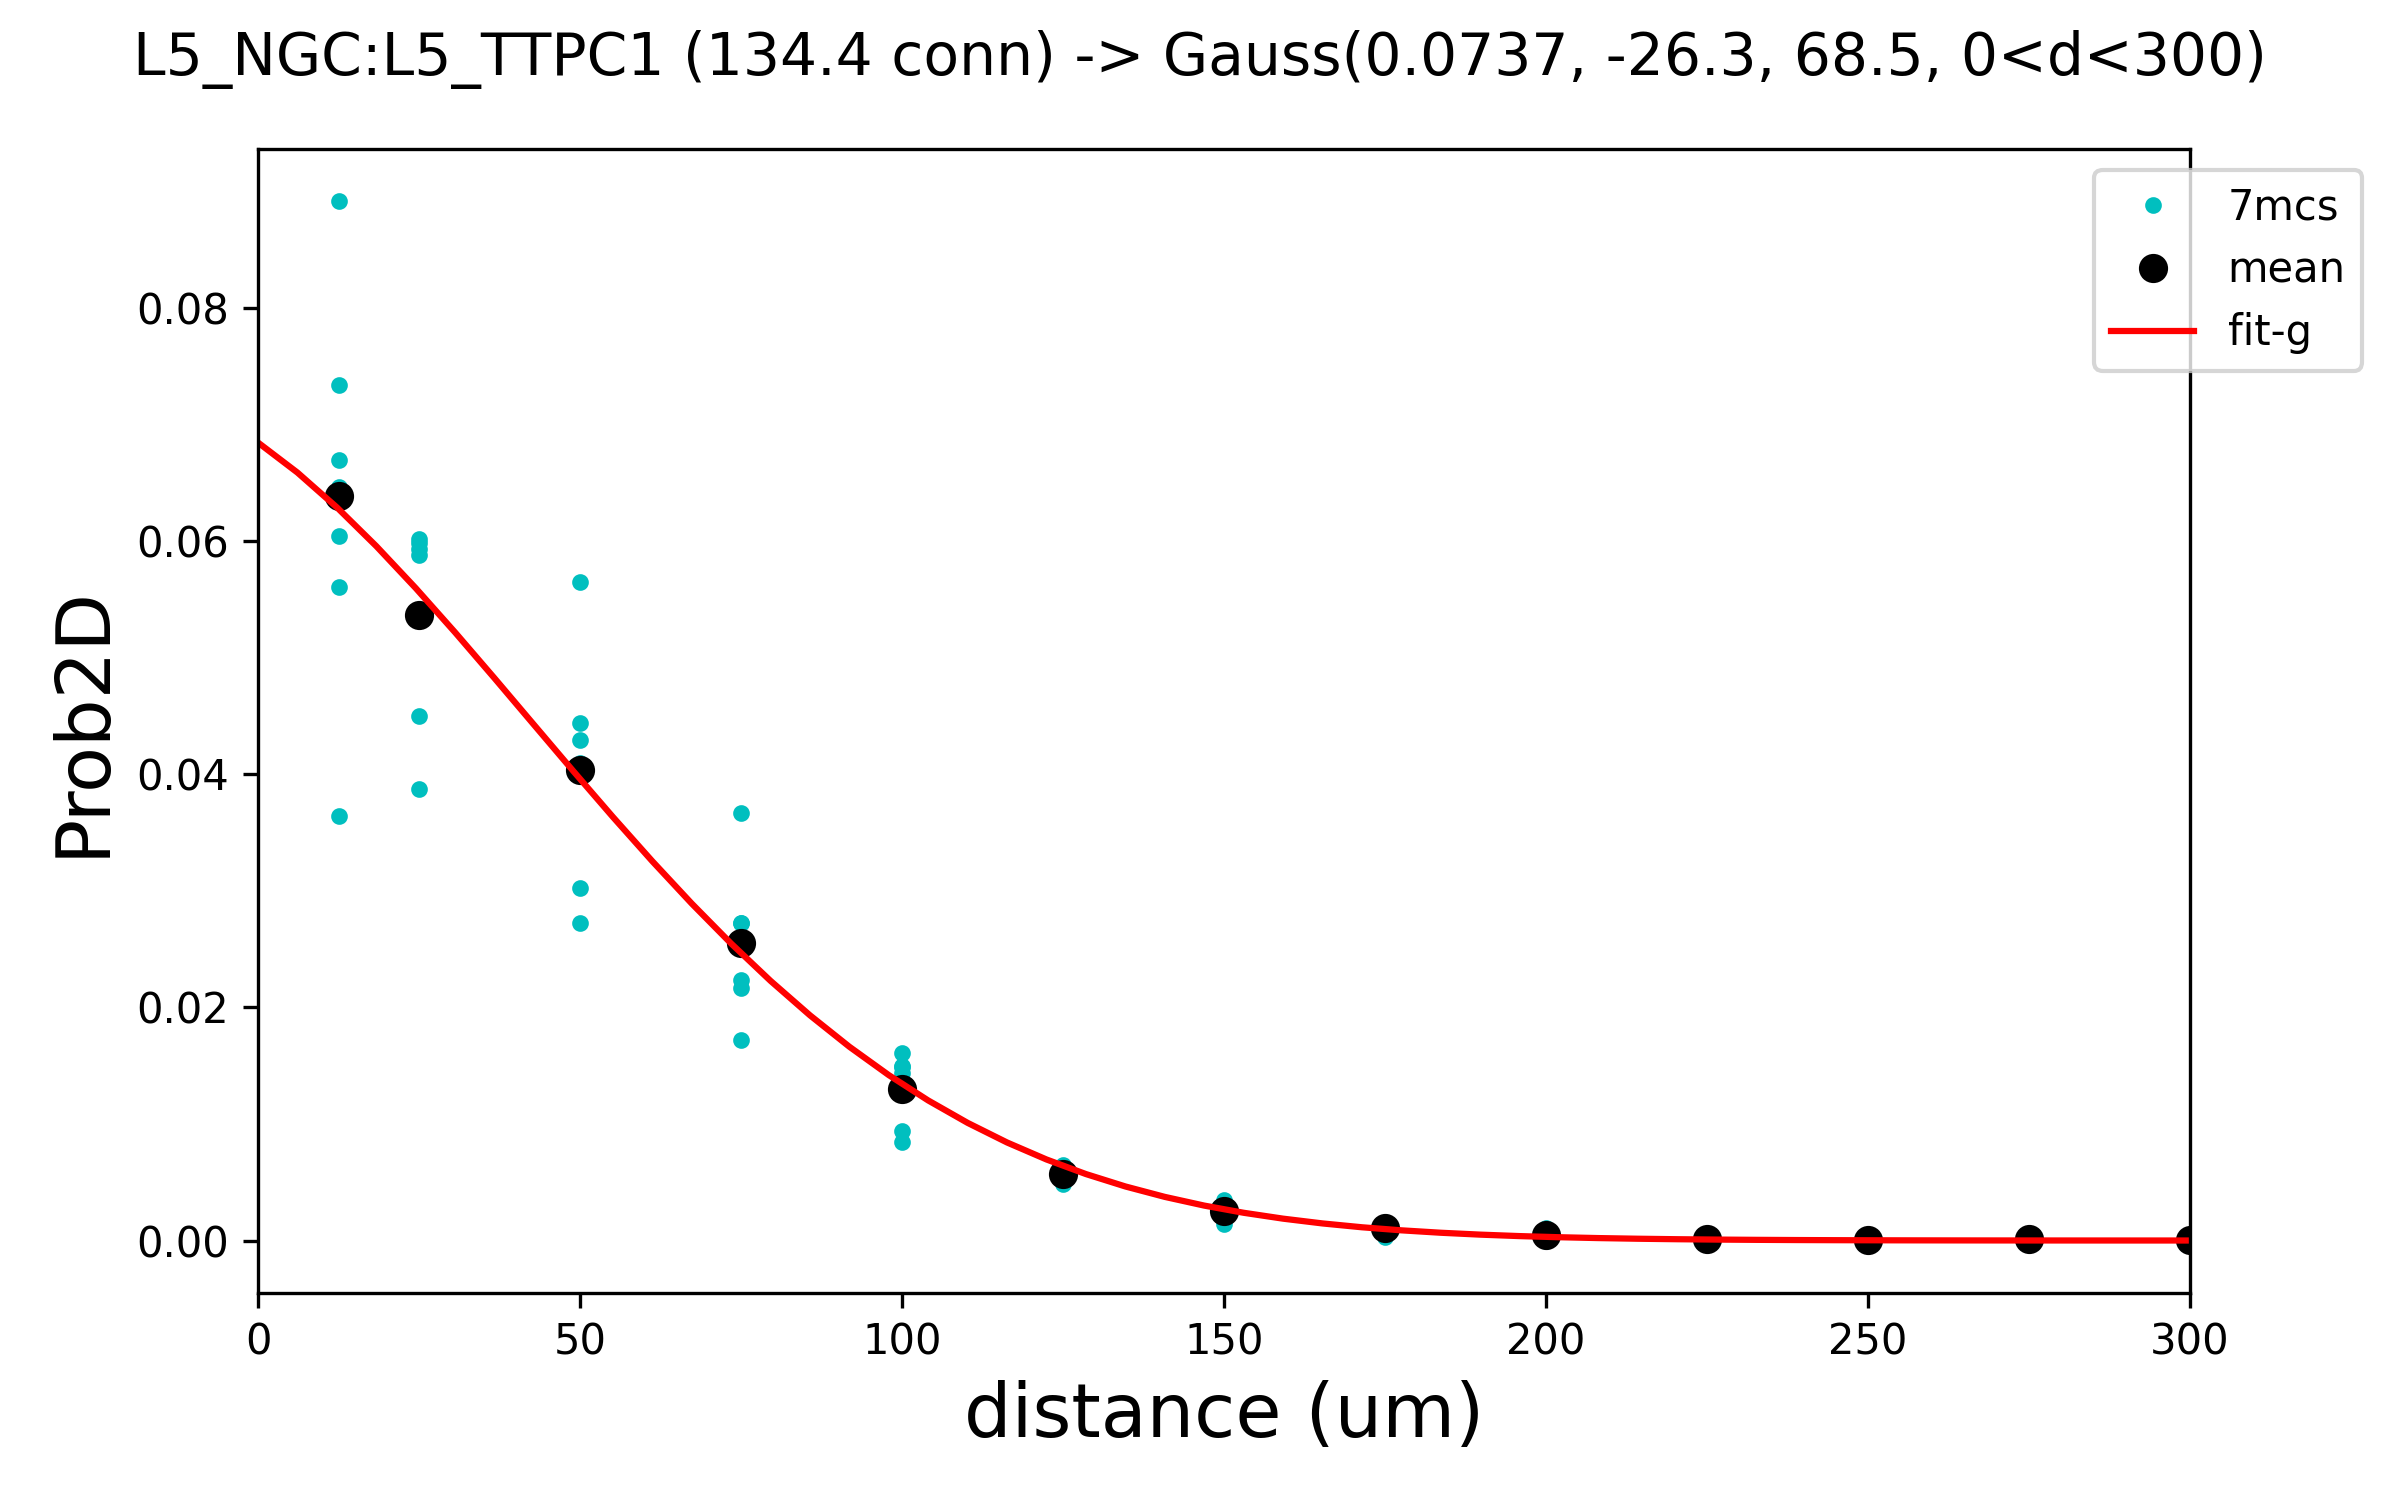 L5_NGC:L5_TTPC1 (134.4 conn) -> Gauss(0.0737, -26.3, 68.5, 0<d<300)
7mcs
mean
fit-g
Prob2D
0.08
0.06
0.04
0.02
0.00
0 50 100 150 200 250 300
distance (um)